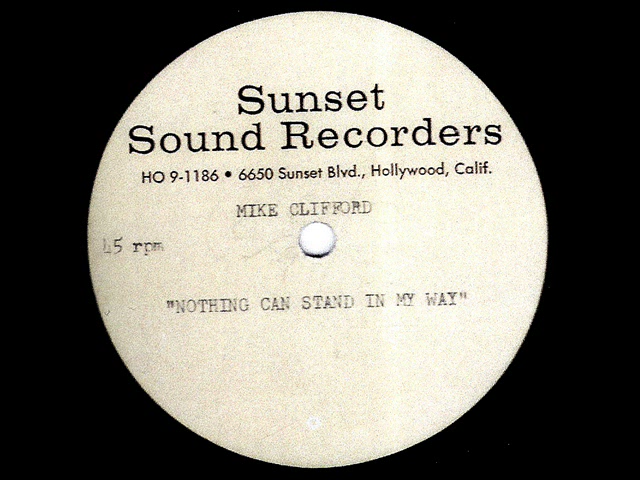 Sunset
Sound Recorders
HO 9-1186 • 6650 Sunset Blvd., Hollywood, Calif.
MIKE CLIFFORD
45 rpm
"NOTHING CAN STAND IN MY WAY"